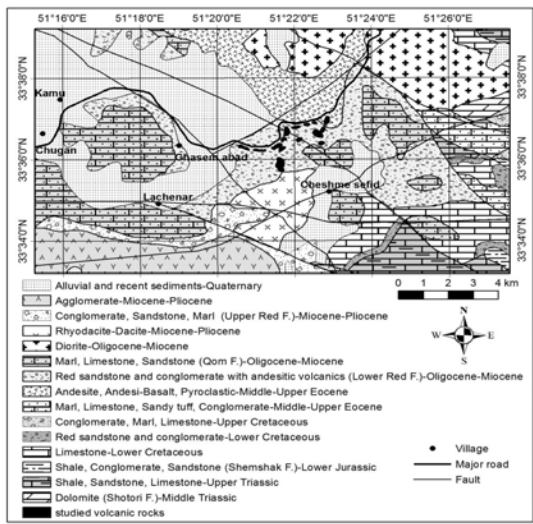 51°16'0"E 51°18'0"E 51°20'0"E 51°22'0"E 51°24'0"E 51°26'0"E
33°38'0"N 33°38'0"N
Kamu
Chugan
Ghasem abad
33°36'0"N 33°36'0"N
Lachenar
Cheshme sefid
33°34'0"N 33°34'0"N
Alluvial and recent sediments-Quaternary
Agglomerate-Miocene-Pliocene
Conglomerate, Sandstone, Marl (Upper Red F.)-Miocene-Pliocene
Rhyodacite-Dacite-Miocene-Pliocene
Diorite-Oligocene-Miocene
Marl, Limestone, Sandstone (Qom F.)-Oligocene-Miocene
Red sandstone and conglomerate with andesitic volcanics (Lower Red F.)-Oligocene-Miocene
Andesite, Andesi-Basalt, Pyroclastic-Middle-Upper Eocene
Marl, Limestone, Sandy tuff, Conglomerate-Middle-Upper Eocene
Conglomerate, Marl, Limestone-Upper Cretaceous
Red sandstone and conglomerate-Lower Cretaceous
Limestone-Lower Cretaceous
Shale, Conglomerate, Sandstone (Shemshak F.)-Lower Jurassic
Shale, Sandstone, Limestone-Upper Triassic
Dolomite (Shotori F.)-Middle Triassic
studied volcanic rocks
0 1 2 3 4 km
N
W E
S
Village
Major road
Fault